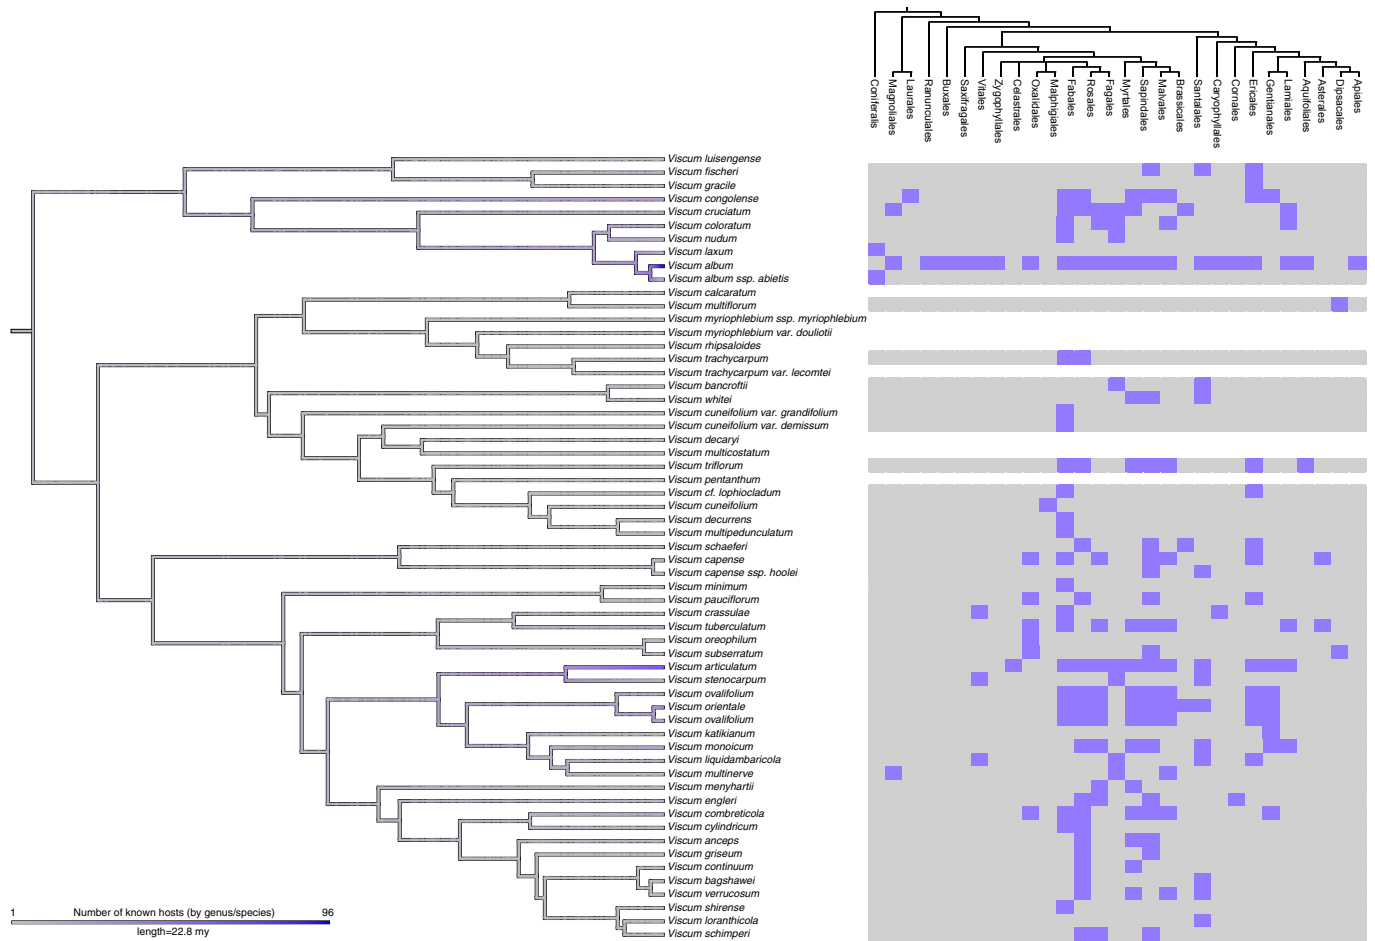 Coniferalis
Magnoliales
Laurales
Ranunculales
Buxales
Saxifragales
Vitales
Zygophyllales
Celastrales
Oxalidales
Malphigiales
Fabales
Rosales
Fagales
Myrtales
Sapindales
Malvales
Brassicales
Santalales
Caryophyllales
Cornales
Ericales
Gentianales
Lamiales
Aquifoliales
Asterales
Dipsacales
Apiales
Viscum luisengense
Viscum fischeri
Viscum gracile
Viscum congolense
Viscum cruciatum
Viscum coloratum
Viscum nudum
Viscum laxum
Viscum album
Viscum album ssp. abietis
Viscum calcaratum
Viscum multiflorum
Viscum myriophlebium ssp. myriophlebium
Viscum myriophlebium var. douliotii
Viscum rhipsaloides
Viscum trachycarpum
Viscum trachycarpum var. lecomtei
Viscum bancroftii
Viscum whitei
Viscum cuneifolium var. grandifolium
Viscum cuneifolium var. demissum
Viscum decaryi
Viscum multicostatum
Viscum triflorum
Viscum pentanthum
Viscum cf. lophiocladum
Viscum cuneifolium
Viscum decurrens
Viscum multipedunculatum
Viscum schaeferi
Viscum capense
Viscum capense ssp. hoolei
Viscum minimum
Viscum pauciflorum
Viscum crassulae
Viscum tuberculatum
Viscum oreophilum
Viscum subserratum
Viscum articulatum
Viscum stenocarpum
Viscum ovalifolium
Viscum orientale
Viscum ovalifolium
Viscum katikianum
Viscum monoicum
Viscum liquidambaricola
Viscum multinerve
Viscum menyhartii
Viscum engleri
Viscum combreticola
Viscum cylindricum
Viscum anceps
Viscum griseum
Viscum continuum
Viscum bagshawei
Viscum verrucosum
Viscum shirense
Viscum loranthicola
Viscum schimperi
1 Number of known hosts (by genus/species) 96
length=22.8 my